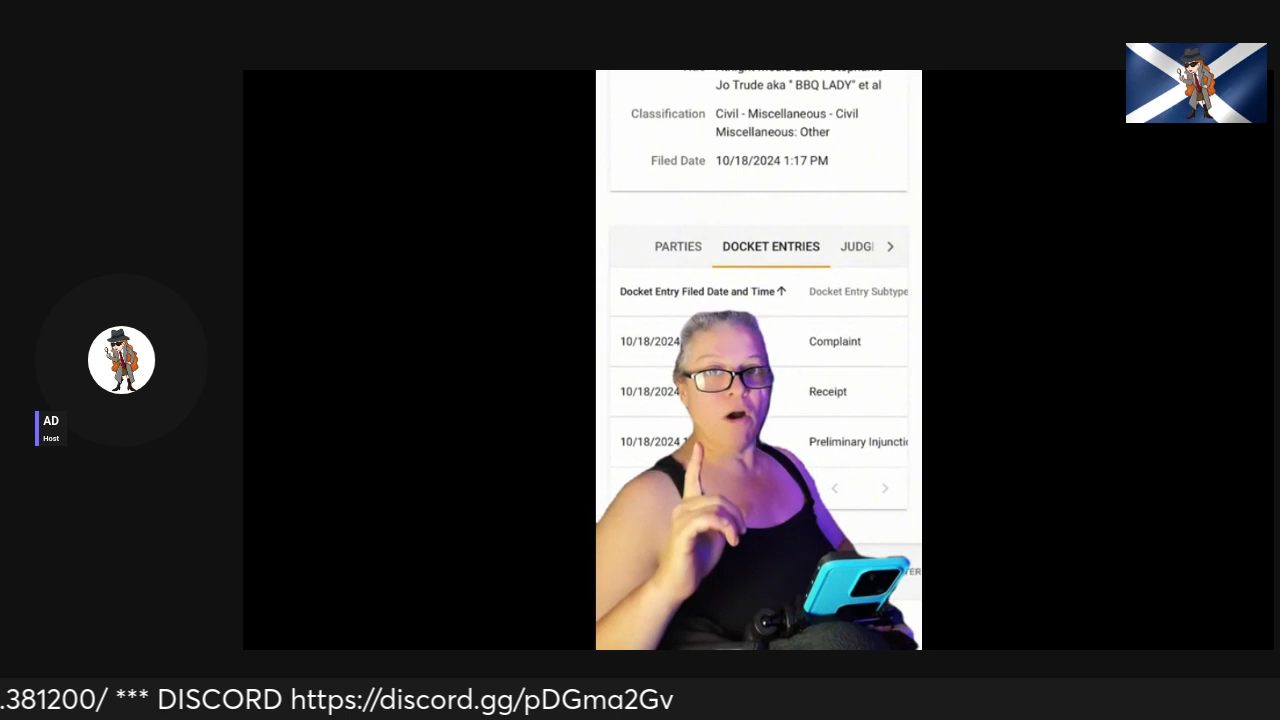 Jo Trude aka " BBQ LADY" et al
Classification Civil - Miscellaneous - Civil
Miscellaneous: Other
Filed Date 10/18/2024 1:17 PM
PARTIES DOCKET ENTRIES JUDG
Docket Entry Filed Date and Time Docket Entry Subtype
10/18/2024 Complaint
10/18/2024 Receipt
10/18/2024 Preliminary Injuncti
AD
Host
.381200/ *** DISCORD https://discord.gg/pDGma2Gv